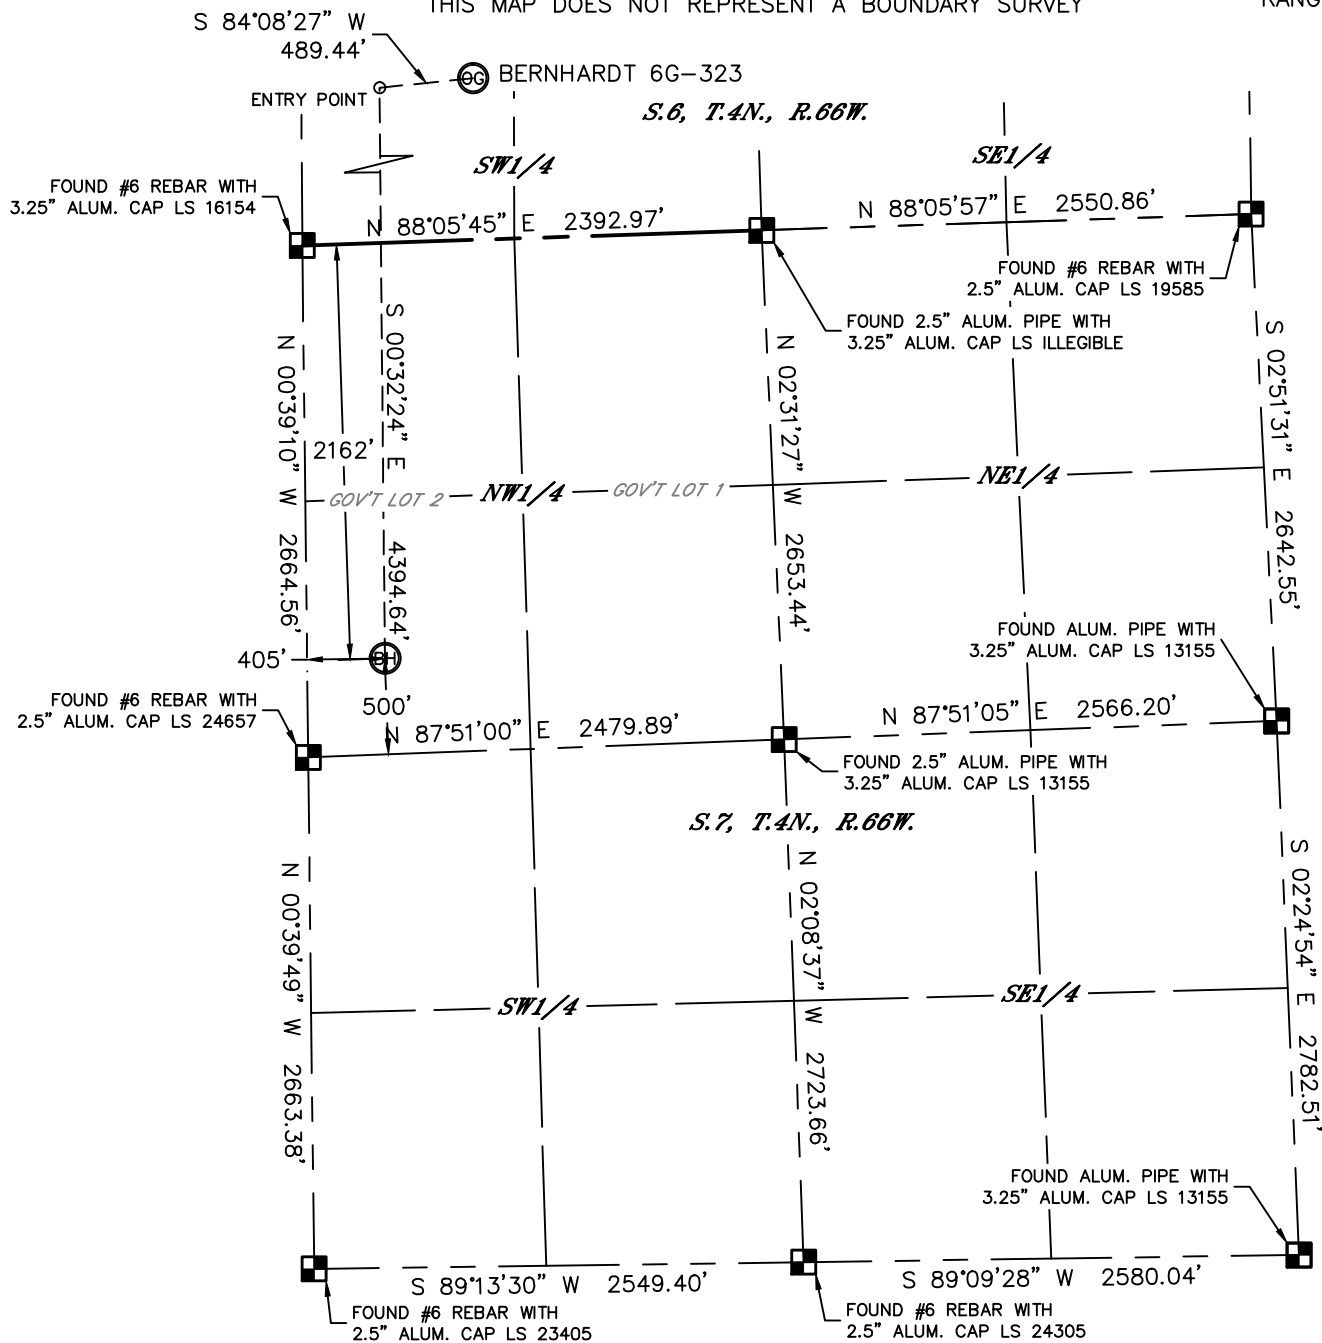 THIS MAP DOES NOT REPRESENT A BOUNDARY SURVEY
S 84°08'27" W
489.44'
BERNHARDT 6G-323
OG
ENTRY POINT
S.6, T.4N., R.66W.
SW1/4
SE1/4
FOUND #6 REBAR WITH
3.25" ALUM. CAP LS 16154
N 88°05'45" E 2392.97'
N 88°05'57" E 2550.86'
FOUND #6 REBAR WITH
2.5" ALUM. CAP LS 19585
FOUND 2.5" ALUM. PIPE WITH
3.25" ALUM. CAP LS ILLEGIBLE
N 00°39'10" W 2664.56'
2162'
S 00°32'24" E 4394.64'
N 02°31'27" W 2653.44'
S 02°51'31" E 2642.55'
GOV'T LOT 2
NW1/4
GOV'T LOT 1
NE1/4
405'
BH
500'
FOUND ALUM. PIPE WITH
3.25" ALUM. CAP LS 13155
FOUND #6 REBAR WITH
2.5" ALUM. CAP LS 24657
N 87°51'00" E 2479.89'
N 87°51'05" E 2566.20'
FOUND 2.5" ALUM. PIPE WITH
3.25" ALUM. CAP LS 13155
S.7, T.4N., R.66W.
N 00°39'49" W 2663.38'
N 02°08'37" W 2723.66'
S 02°24'54" E 2782.51'
SW1/4
SE1/4
FOUND ALUM. PIPE WITH
3.25" ALUM. CAP LS 13155
S 89°13'30" W 2549.40'
S 89°09'28" W 2580.04'
FOUND #6 REBAR WITH
2.5" ALUM. CAP LS 23405
FOUND #6 REBAR WITH
2.5" ALUM. CAP LS 24305